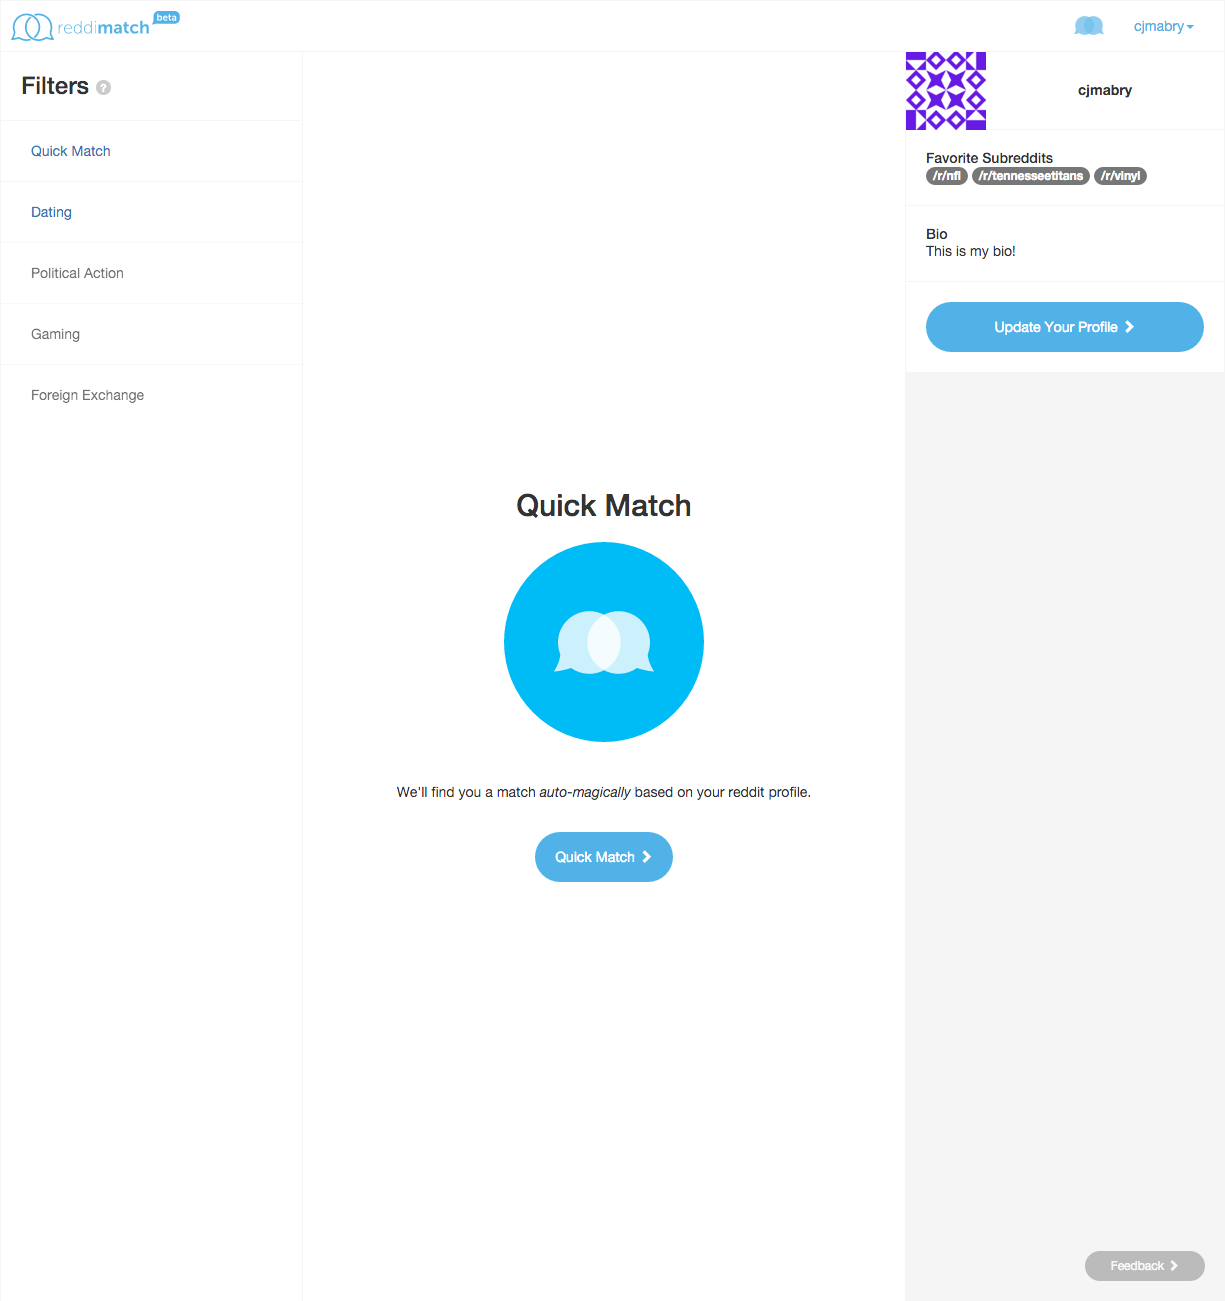 reddimatch beta
cjmabry
Filters ?
Quick Match
Dating
Political Action
Gaming
Foreign Exchange
Quick Match
We'll find you a match auto-magically based on your reddit profile.
Quick Match
cjmabry
Favorite Subreddits
/r/nfl /r/tennesseetitans /r/vinyl
Bio
This is my bio!
Update Your Profile
Feedback